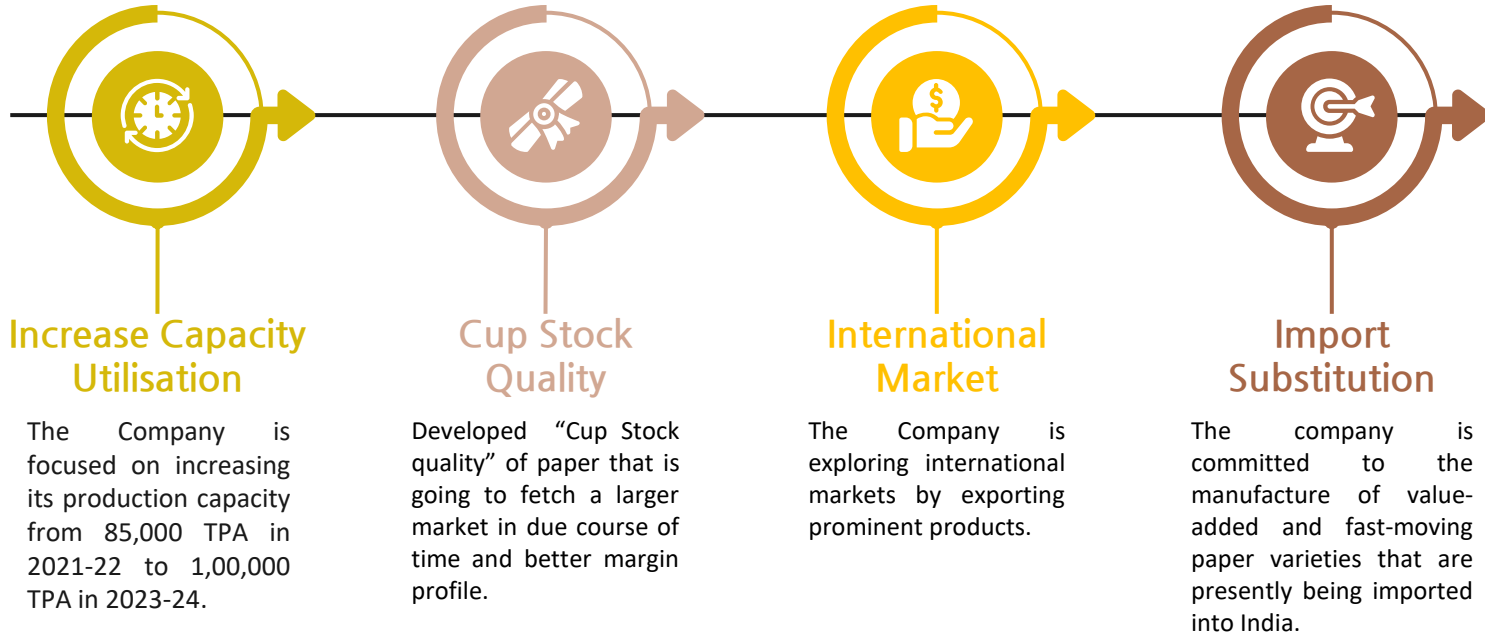 Increase Capacity
Utilisation
The Company is
focused on increasing
its production capacity
from 85,000 TPA in
2021-22 to 1,00,000
TPA in 2023-24.
Cup Stock
Quality
Developed “Cup Stock
quality” of paper that is
going to fetch a larger
market in due course of
time and better margin
profile.
$
International
Market
The Company is
exploring international
markets by exporting
prominent products.
Import
Substitution
The company is
committed to the
manufacture of value-
added and fast-moving
paper varieties that are
presently being imported
into India.